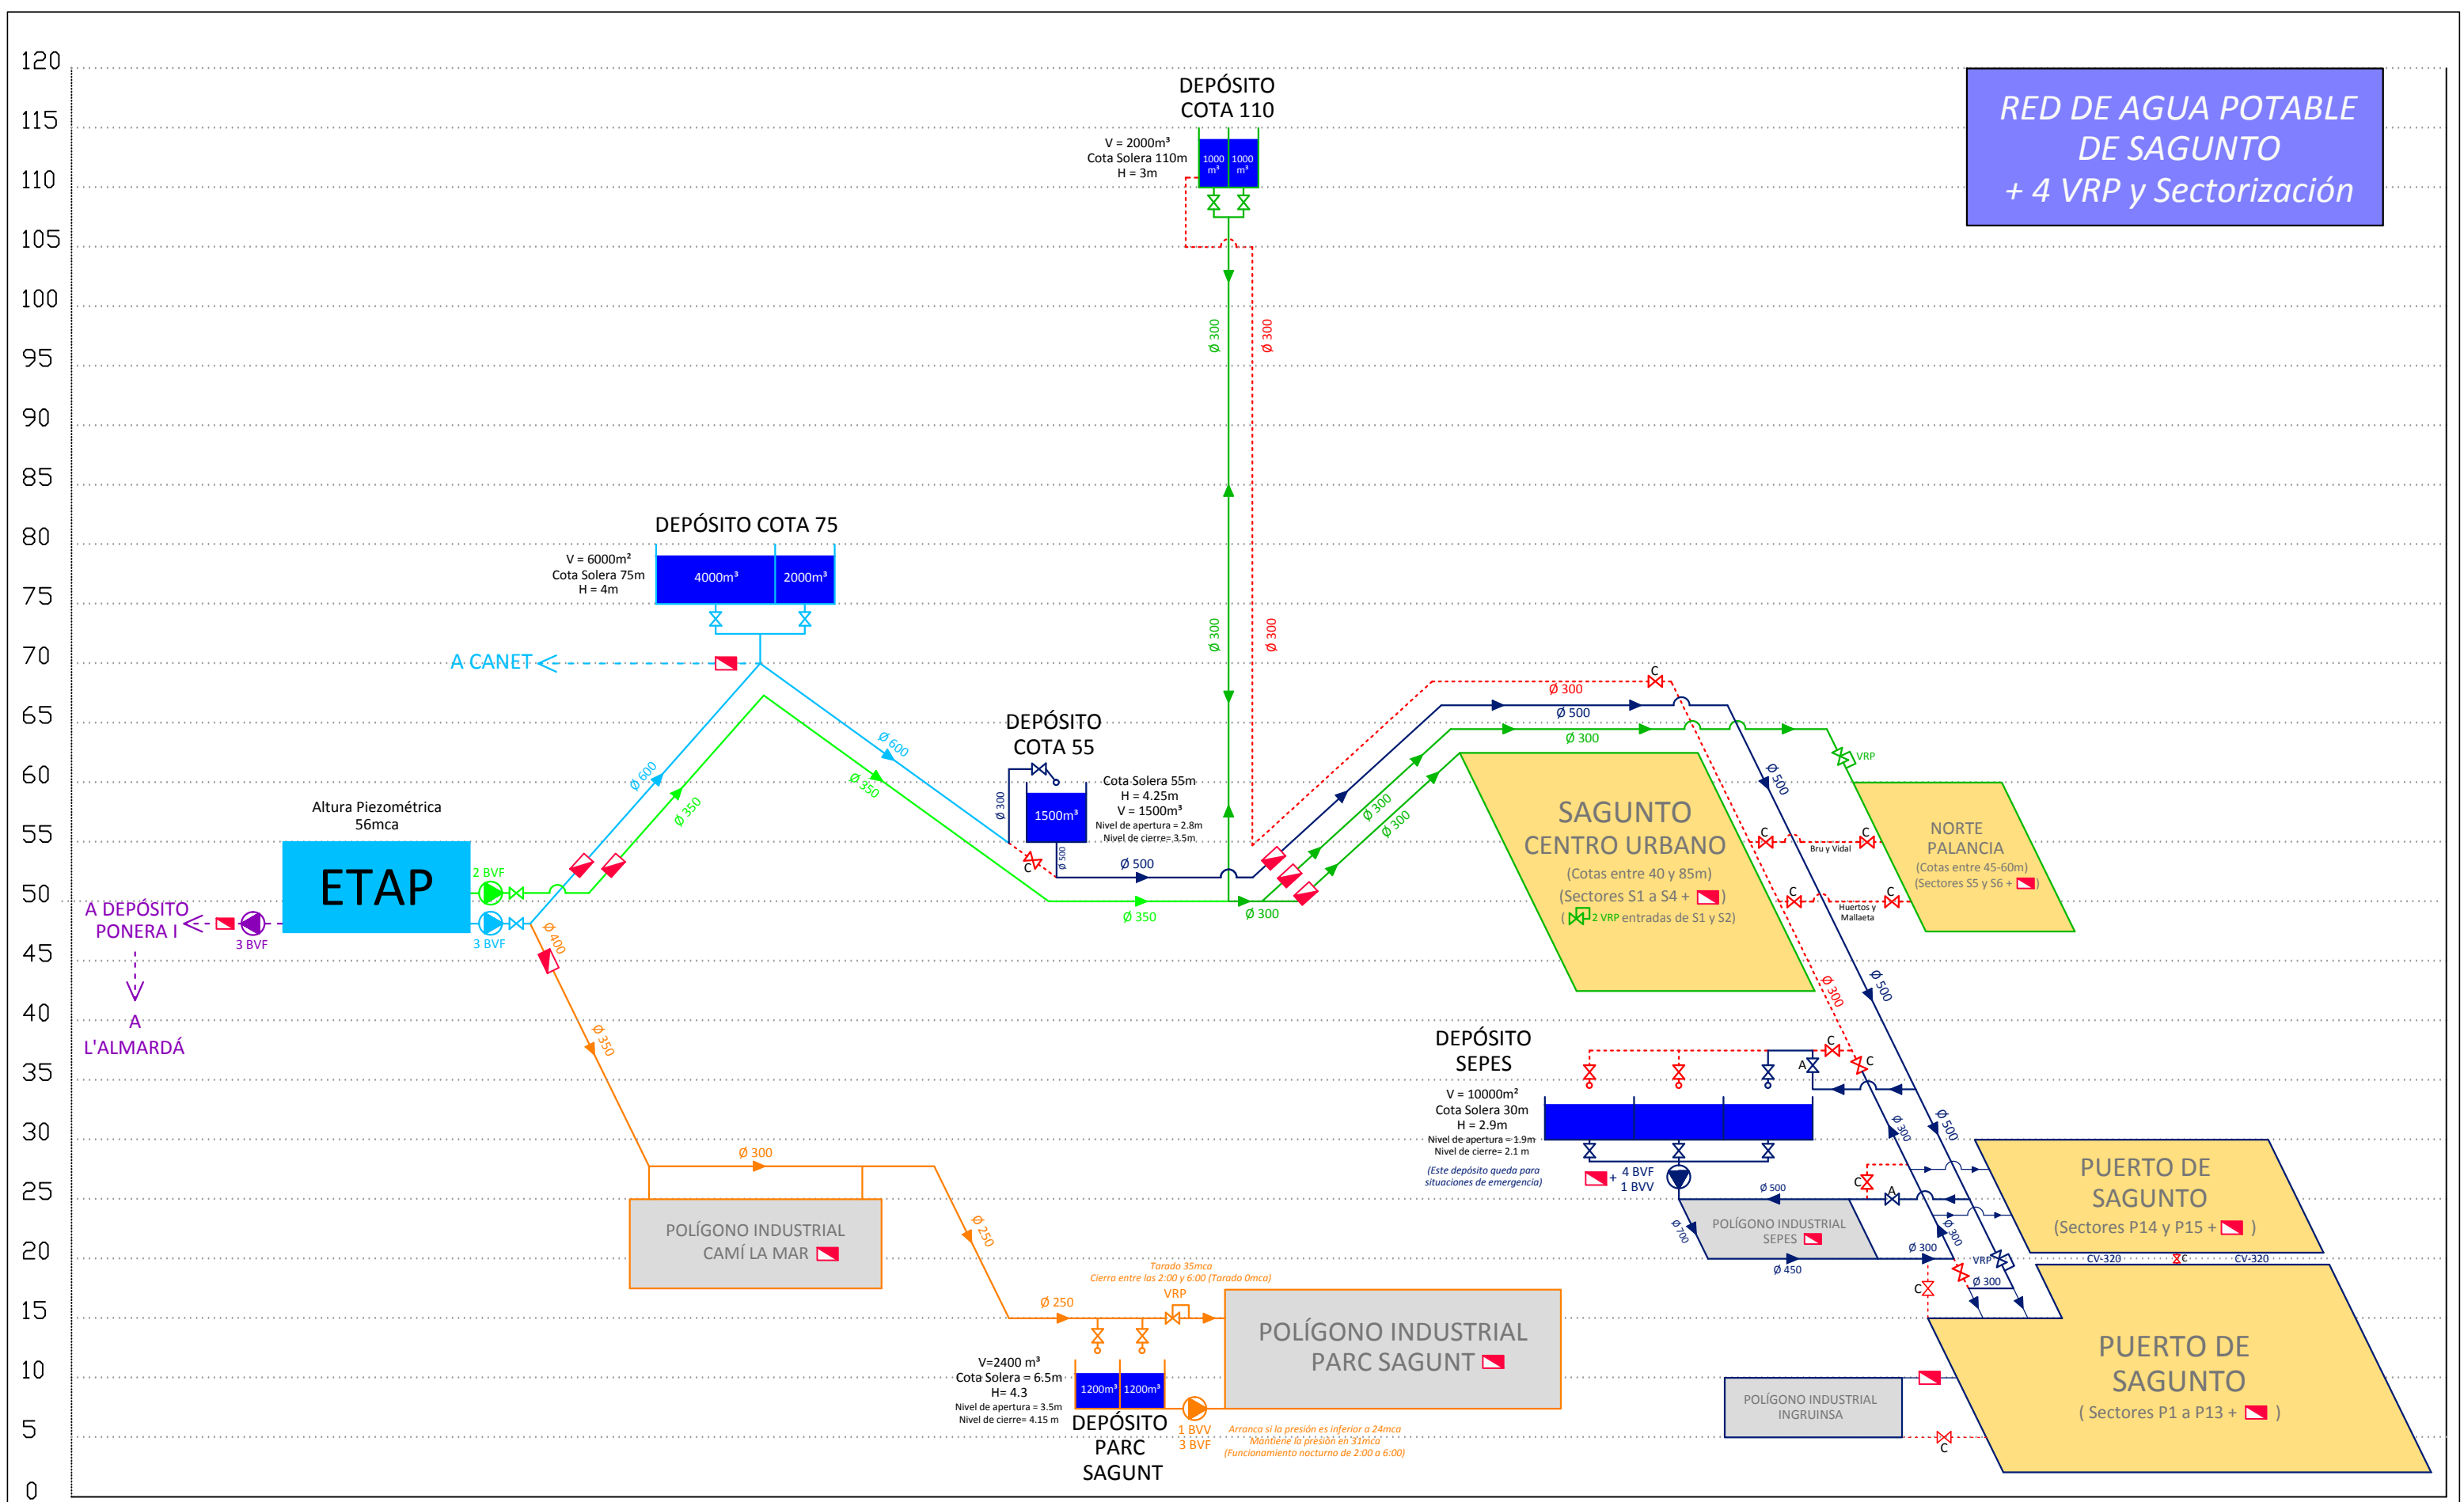 120
115
110
105
100
95
90
85
80
75
70
65
60
55
50
45
40
35
30
25
20
15
10
5
0
RED DE AGUA POTABLE
DE SAGUNTO
+ 4 VRP y Sectorización
DEPÓSITO
COTA 110
V = 2000m³
Cota Solera 110m
H = 3m
1000
m³
1000
m³
Ø 300
Ø 300
Ø 300
Ø 300
DEPÓSITO COTA 75
V = 6000m²
Cota Solera 75m
H = 4m
4000m³
2000m³
A CANET
Ø 600
Ø 350
Ø 600
Ø 350
DEPÓSITO
COTA 55
Cota Solera 55m
H = 4.25m
V = 1500m³
Nivel de apertura = 2.8m
Nivel de cierre= 3.5m
1500m³
Ø 300
Ø 500
C
Ø 500
Ø 350
Ø 300
Altura Piezométrica
56mca
ETAP
2 BVF
3 BVF
3 BVF
A DEPÓSITO
PONERA I
A
L'ALMARDÁ
Ø 400
Ø 350
Ø 300
Ø 250
Ø 250
Ø 300
Ø 300
Ø 300
C
Ø 500
Ø 300
VRP
Ø 500
SAGUNTO
CENTRO URBANO
(Cotas entre 40 y 85m)
(Sectores S1 a S4 + )
( 2 VRP entradas de S1 y S2)
NORTE
PALANCIA
(Cotas entre 45-60m)
(Sectores S5 y S6 + )
C
Bru y Vidal
C
C
Huertos y
Mallaeta
C
Ø 300
Ø 500
DEPÓSITO
SEPES
V = 10000m²
Cota Solera 30m
H = 2.9m
Nivel de apertura = 1.9m
Nivel de cierre= 2.1 m
(Este depósito queda para
situaciones de emergencia)
+ 4 BVF
1 BVV
A
C
C
Ø 300
Ø 500
C
A
Ø 500
Ø 700
POLÍGONO INDUSTRIAL
SEPES
Ø 450
Ø 300
Ø 300
VRP
Ø 300
C
PUERTO DE
SAGUNTO
(Sectores P14 y P15 + )
CV-320
C
CV-320
PUERTO DE
SAGUNTO
( Sectores P1 a P13 + )
POLÍGONO INDUSTRIAL
INGRUINSA
C
POLÍGONO INDUSTRIAL
CAMÍ LA MAR
Tarado 35mca
Cierra entre las 2:00 y 6:00 (Tarado 0mca)
VRP
POLÍGONO INDUSTRIAL
PARC SAGUNT
V=2400 m³
Cota Solera = 6.5m
H= 4.3
Nivel de apertura = 3.5m
Nivel de cierre= 4.15 m
1200m³
1200m³
DEPÓSITO
PARC
SAGUNT
1 BVV
3 BVF
Arranca si la presión es inferior a 24mca
Mantiene la presión en 31mca
(Funcionamiento nocturno de 2:00 a 6:00)